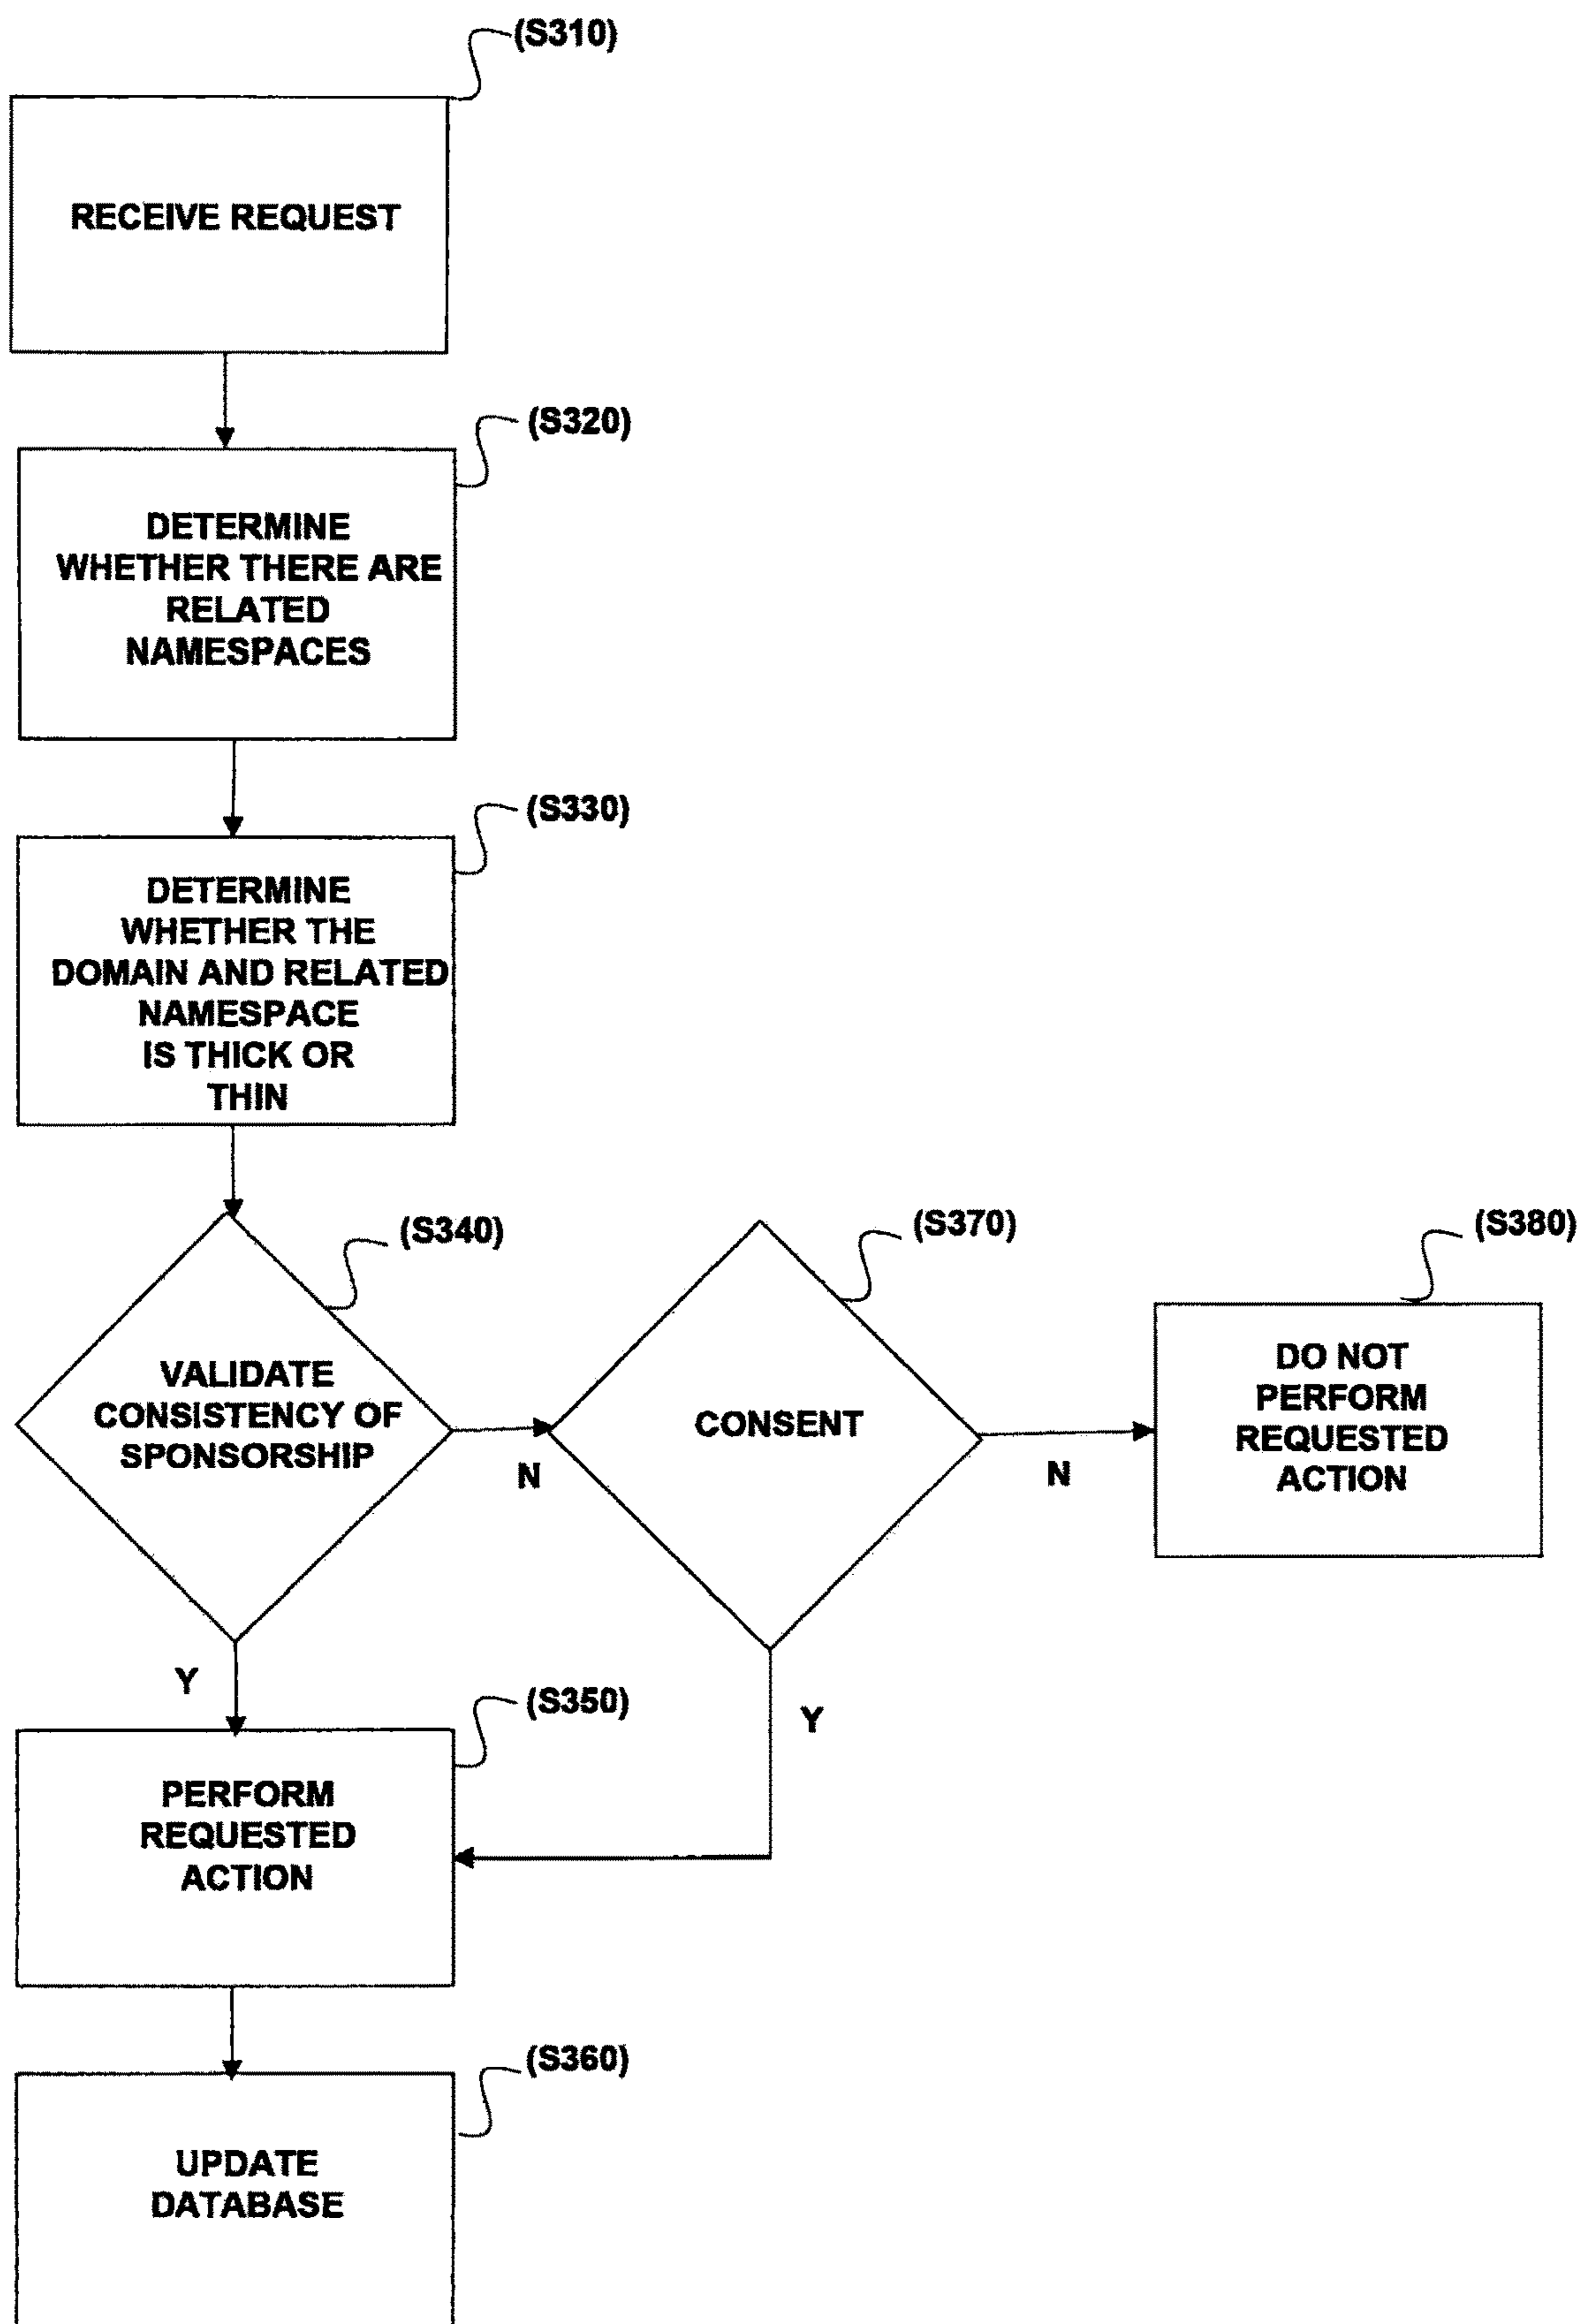 (S310)
RECEIVE REQUEST
(S320)
DETERMINE
WHETHER THERE ARE
RELATED
NAMESPACES
(S330)
DETERMINE
WHETHER THE
DOMAIN AND RELATED
NAMESPACE
IS THICK OR
THIN
(S340)
VALIDATE
CONSISTENCY OF
SPONSORSHIP
N
Y
(S370)
CONSENT
N
Y
(S380)
DO NOT
PERFORM
REQUESTED
ACTION
(S350)
PERFORM
REQUESTED
ACTION
(S360)
UPDATE
DATABASE